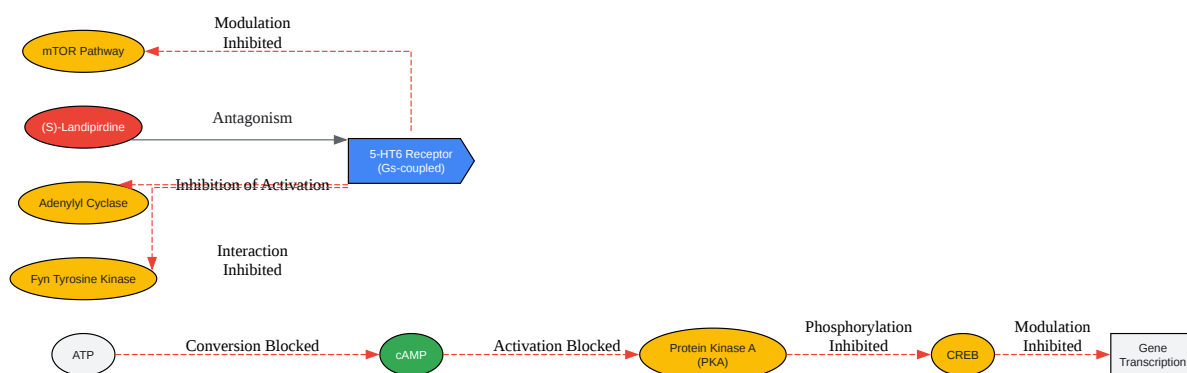 Modulation
Inhibited
mTOR Pathway
(S)-Landipirdine
Antagonism
5-HT6 Receptor
(Gs-coupled)
Inhibition of Activation
Adenylyl Cyclase
Interaction
Inhibited
Fyn Tyrosine Kinase
ATP
Conversion Blocked
cAMP
Activation Blocked
Protein Kinase A
(PKA)
Phosphorylation
Inhibited
CREB
Modulation
Inhibited
Gene
Transcription